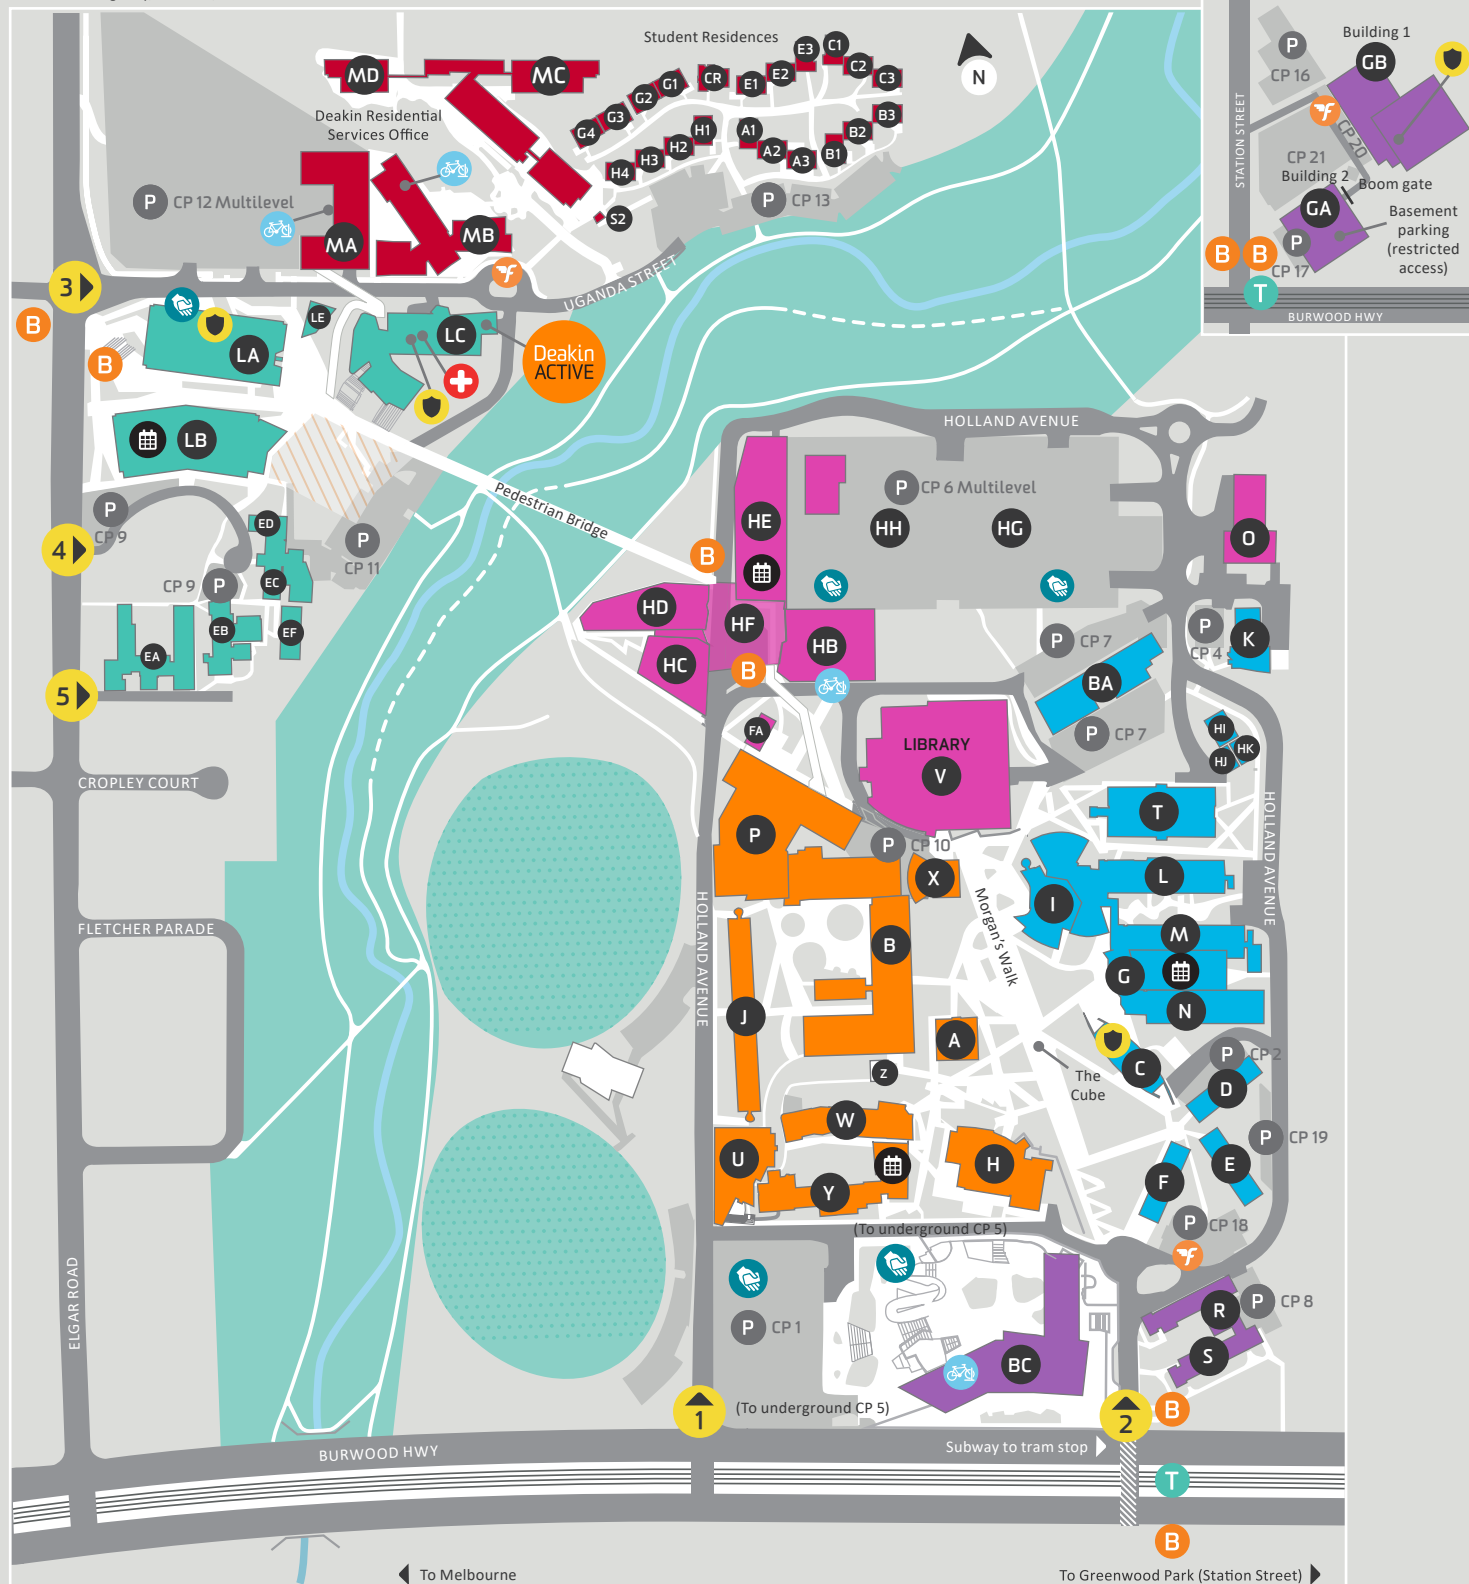 Student Residences
E3
C1
C2
C3
MD
MC
CR
E1
E2
G1
G2
G3
G4
N
Deakin Residential
Services Office
H1
H2
H3
H4
A1
A2
A3
B1
B2
B3
P CP 12 Multilevel
P CP 13
S2
MA
MB
UGANDA STREET
3
B
B
LA
LE
LC
Deakin
ACTIVE
LB
Building 1
GB
P
CP 16
STATION STREET
CP 20
CP 21
Building 2
Boom gate
GA
Basement
parking
(restricted
access)
P
CP 17
B
B
T
BURWOOD HWY
HOLLAND AVENUE
Pedestrian Bridge
P CP 6 Multilevel
HE
HH
HG
O
P
CP 9
4
ED
P
CP 11
CP 9 P
EC
EB
EF
EA
5
B
HD
HF
HC
HB
B
P CP 7
BA
P CP 7
P
CP 4
K
FA
LIBRARY
V
HI
HK
HJ
CROPLEY COURT
T
P
P CP 10
X
L
I
HOLLAND AVENUE
FLETCHER PARADE
HOLLAND AVENUE
Morgan's Walk
B
M
G
N
J
A
The
Cube
C
P CP 2
D
Z
W
U
Y
H
P CP 19
E
F
P CP 18
(To underground CP 5)
ELGAR ROAD
P CP 1
BC
R
P CP 8
S
1
(To underground CP 5)
2
B
BURWOOD HWY
Subway to tram stop
T
B
To Melbourne
To Greenwood Park (Station Street)